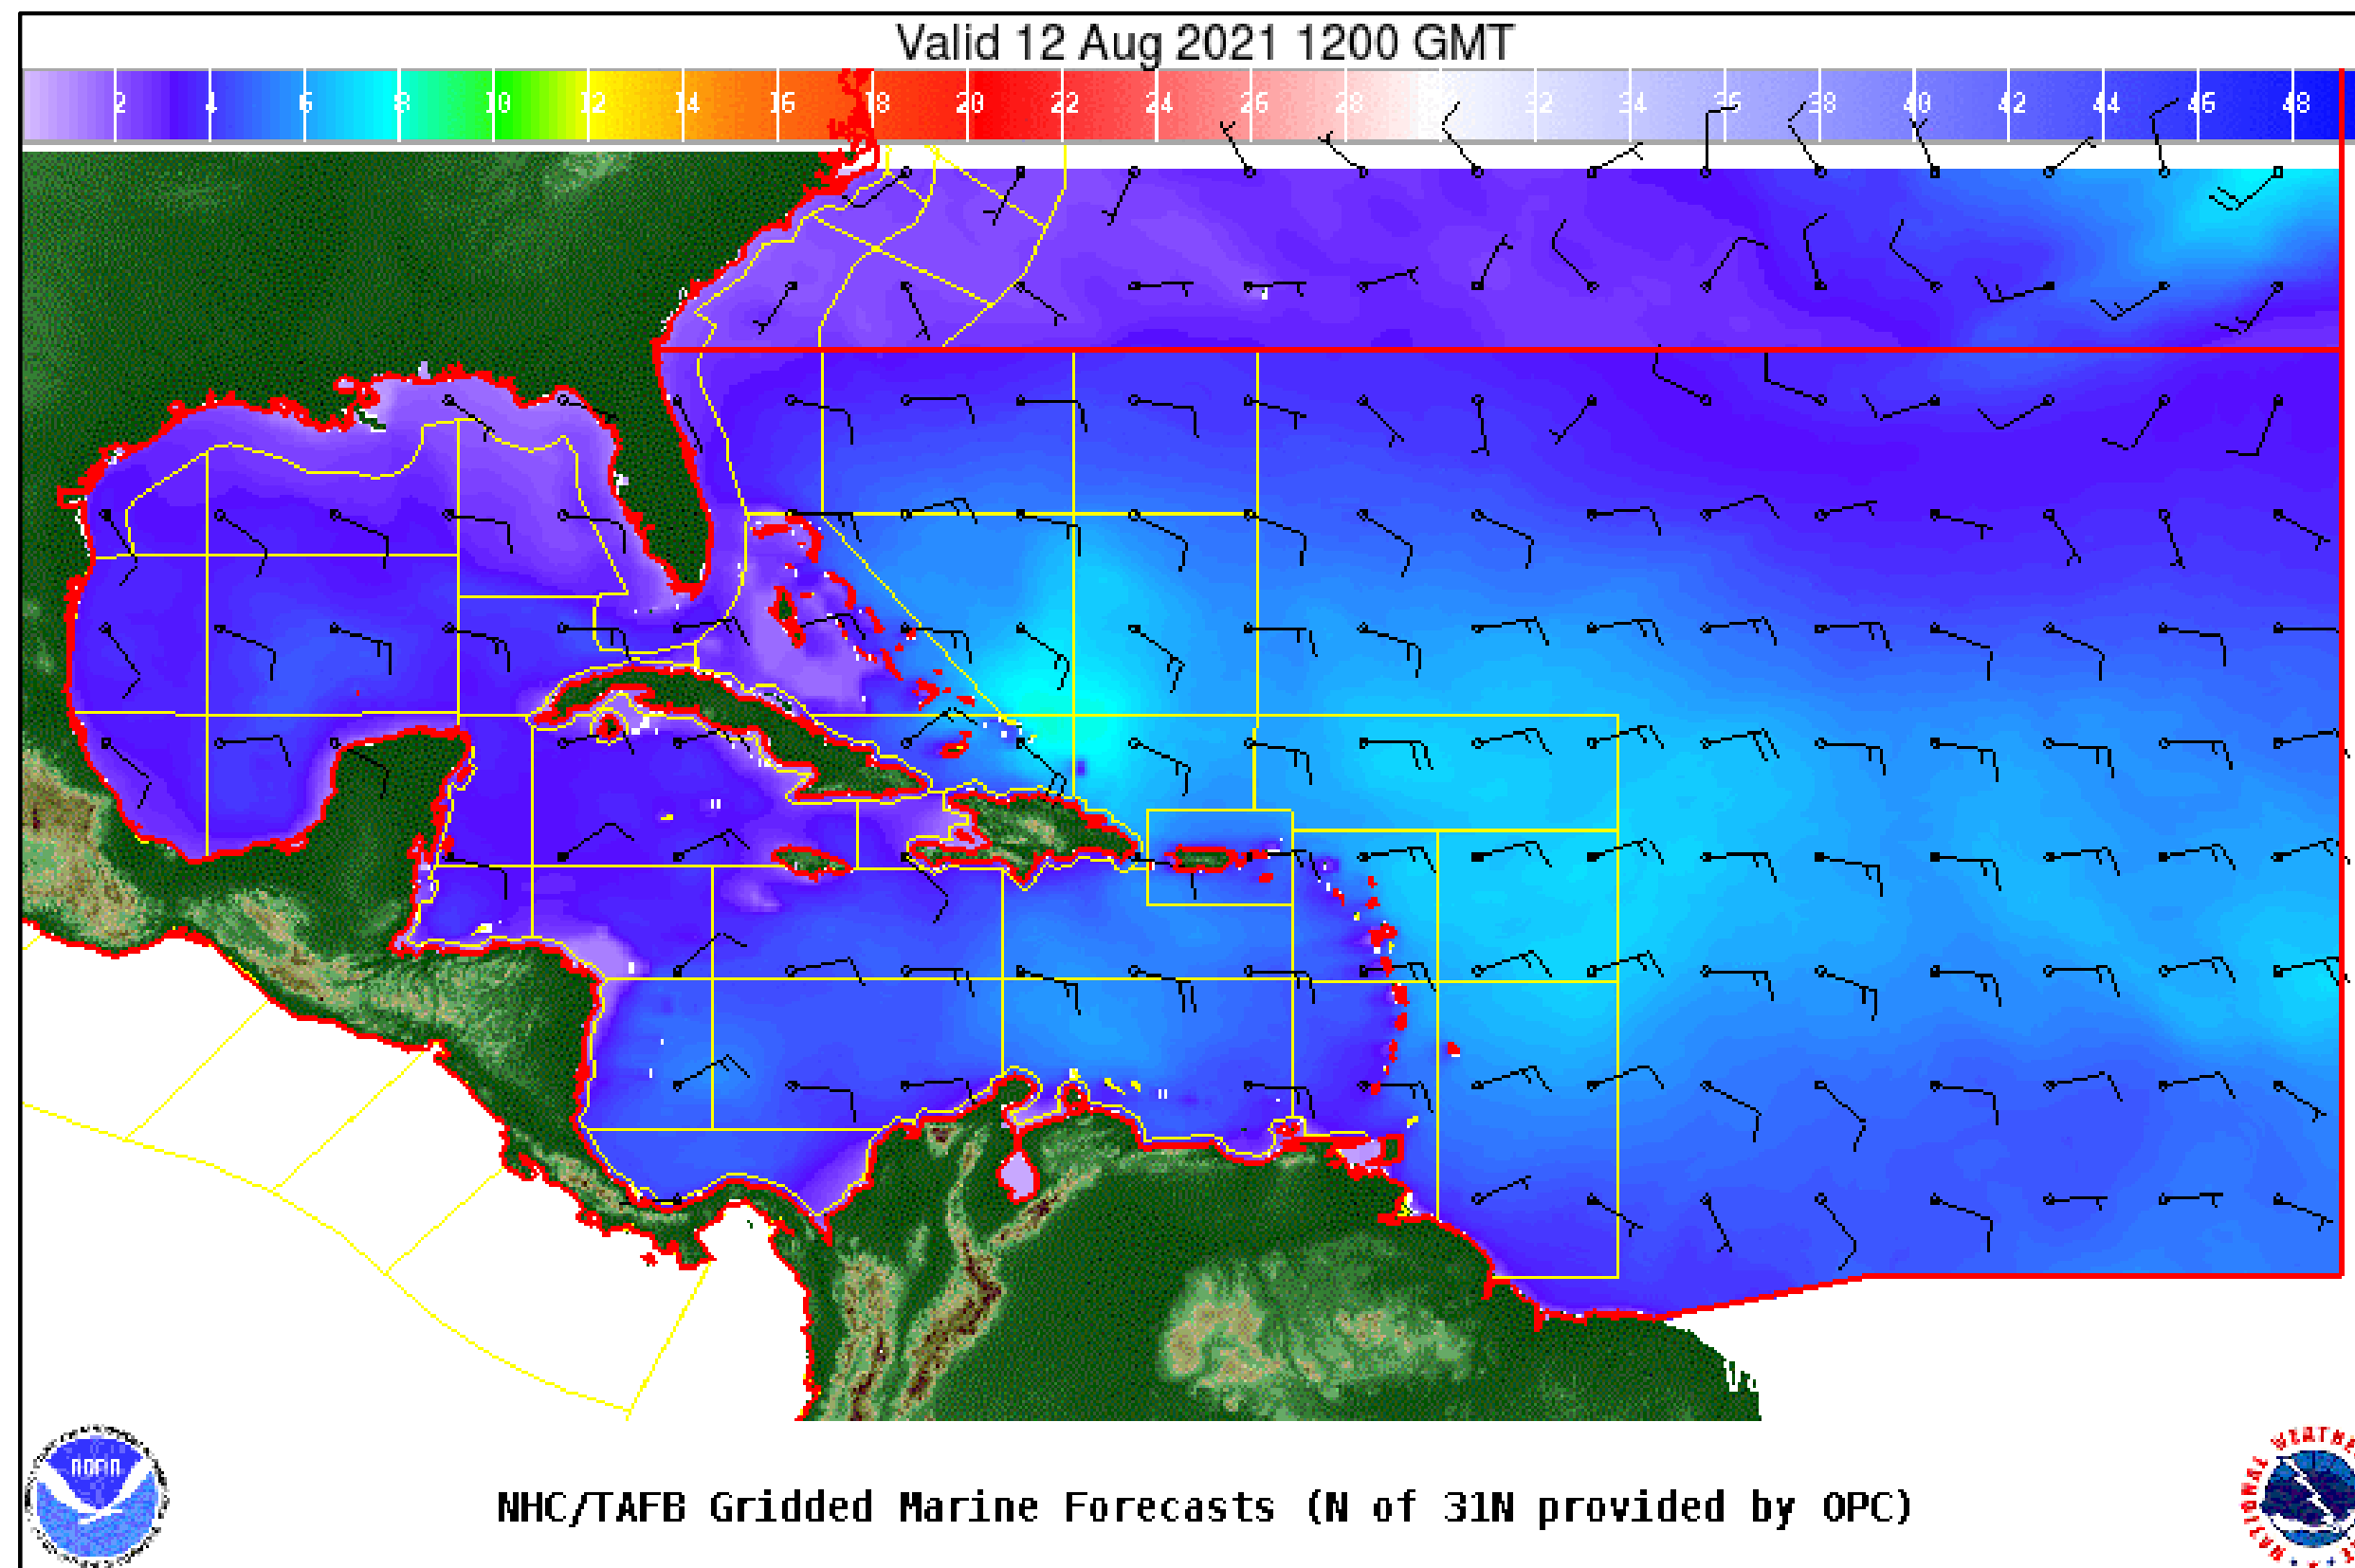 Valid 12 Aug 2021 1200 GMT
2 4 6 8 10 12 14 16 18 20 22 24 26 28 32 34 36 38 40 42 44 46 48
NOAA
NHC/TAFB Gridded Marine Forecasts (N of 31N provided by OPC)
NATIONAL WEATHE